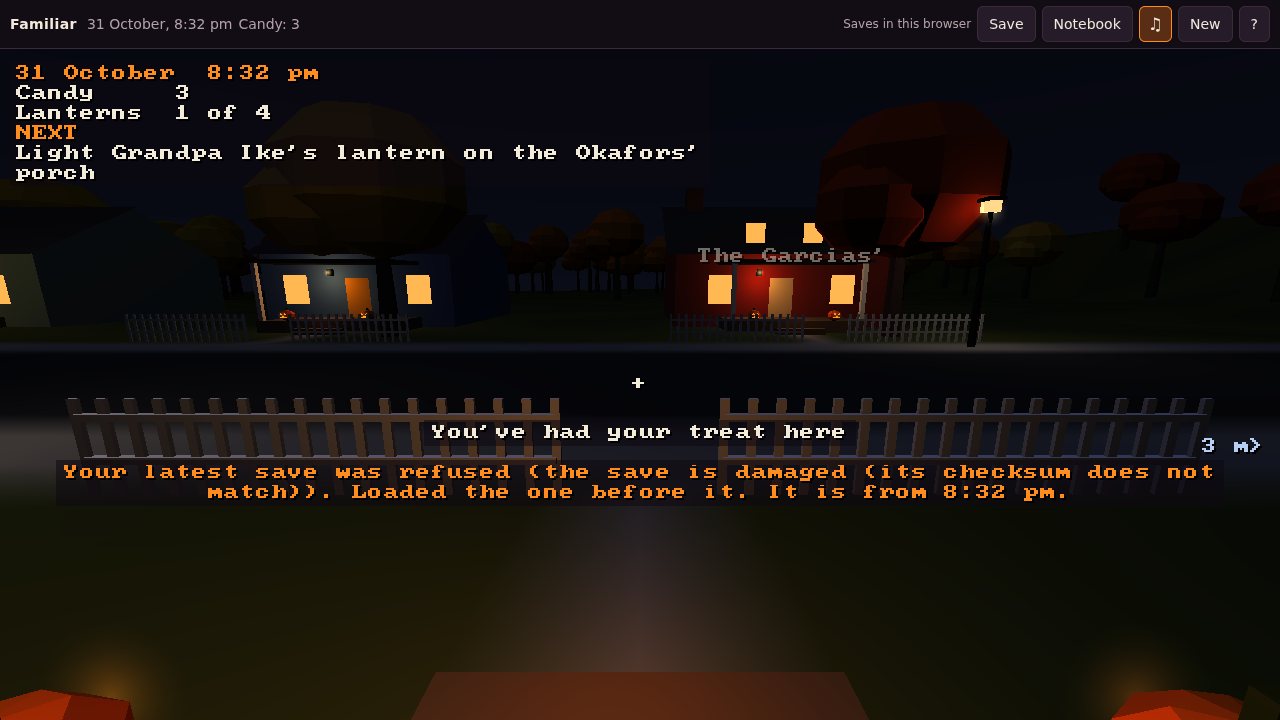 Familiar 31 October, 8:32 pm Candy: 3 Saves in this browser Save Notebook ♫ New ?
31 October 8:32 pm
Candy 3
Lanterns 1 of 4
NEXT
Light Grandpa Ike's lantern on the Okafors'
porch
The Garcias'
+
You've had your treat here
3 m>
Your latest save was refused (the save is damaged (its checksum does not
match)). Loaded the one before it. It is from 8:32 pm.